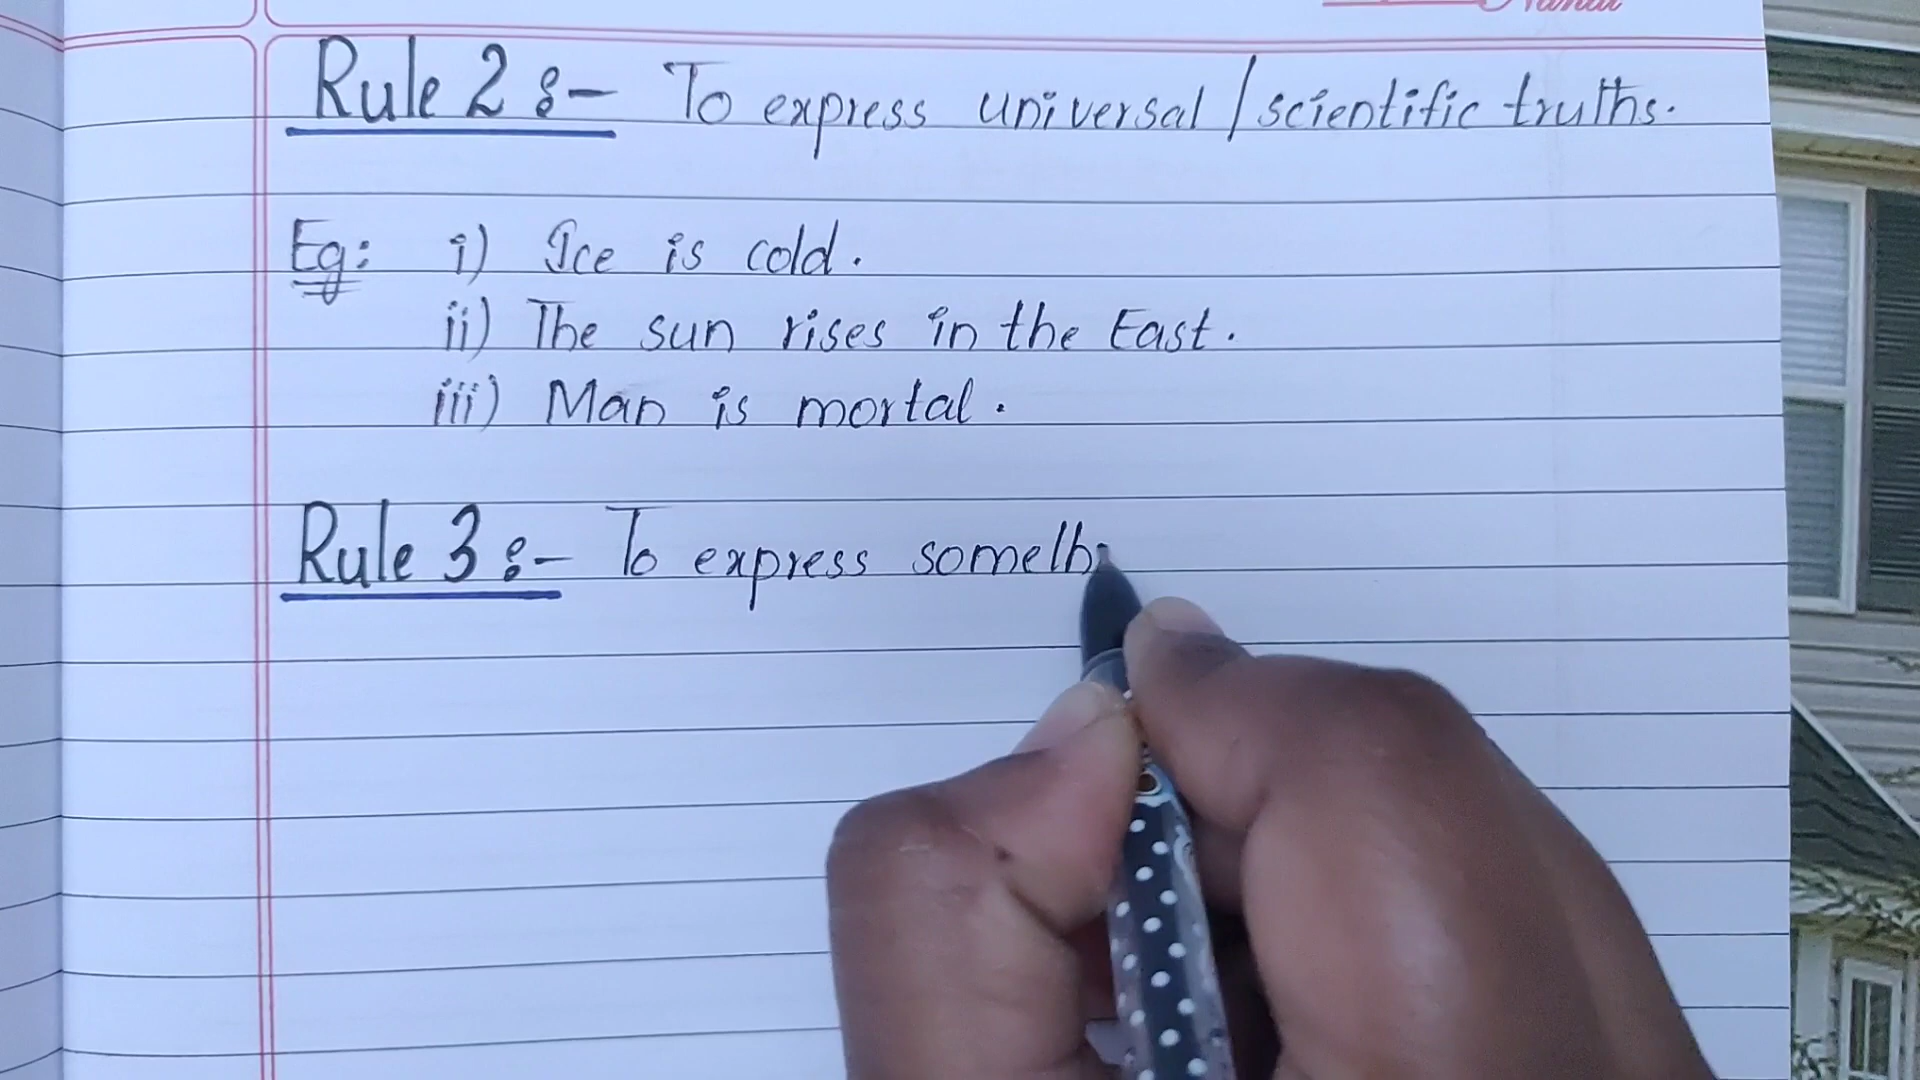 Rule 2 :- To express universal / scientific truths.
Eg: i) Ice is cold.
ii) The sun rises in the East.
iii) Man is mortal.
Rule 3 :- To express